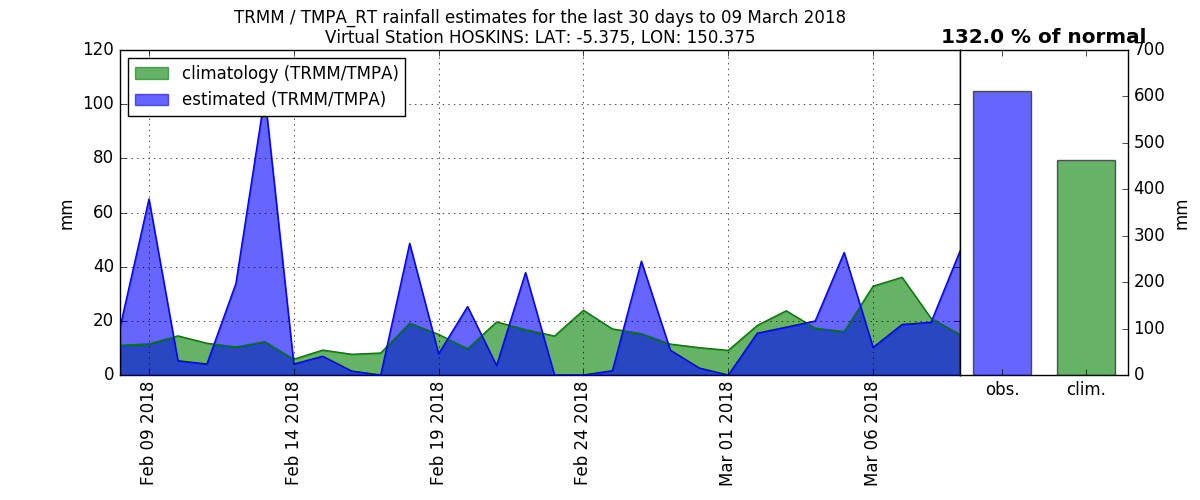 TRMM / TMPA_RT rainfall estimates for the last 30 days to 09 March 2018
Virtual Station HOSKINS: LAT: -5.375, LON: 150.375
132.0 % of normal
climatology (TRMM/TMPA)
estimated (TRMM/TMPA)
120
100
80
60
40
20
0
mm
Feb 09 2018
Feb 14 2018
Feb 19 2018
Feb 24 2018
Mar 01 2018
Mar 06 2018
700
600
500
400
300
200
100
0
mm
obs.
clim.